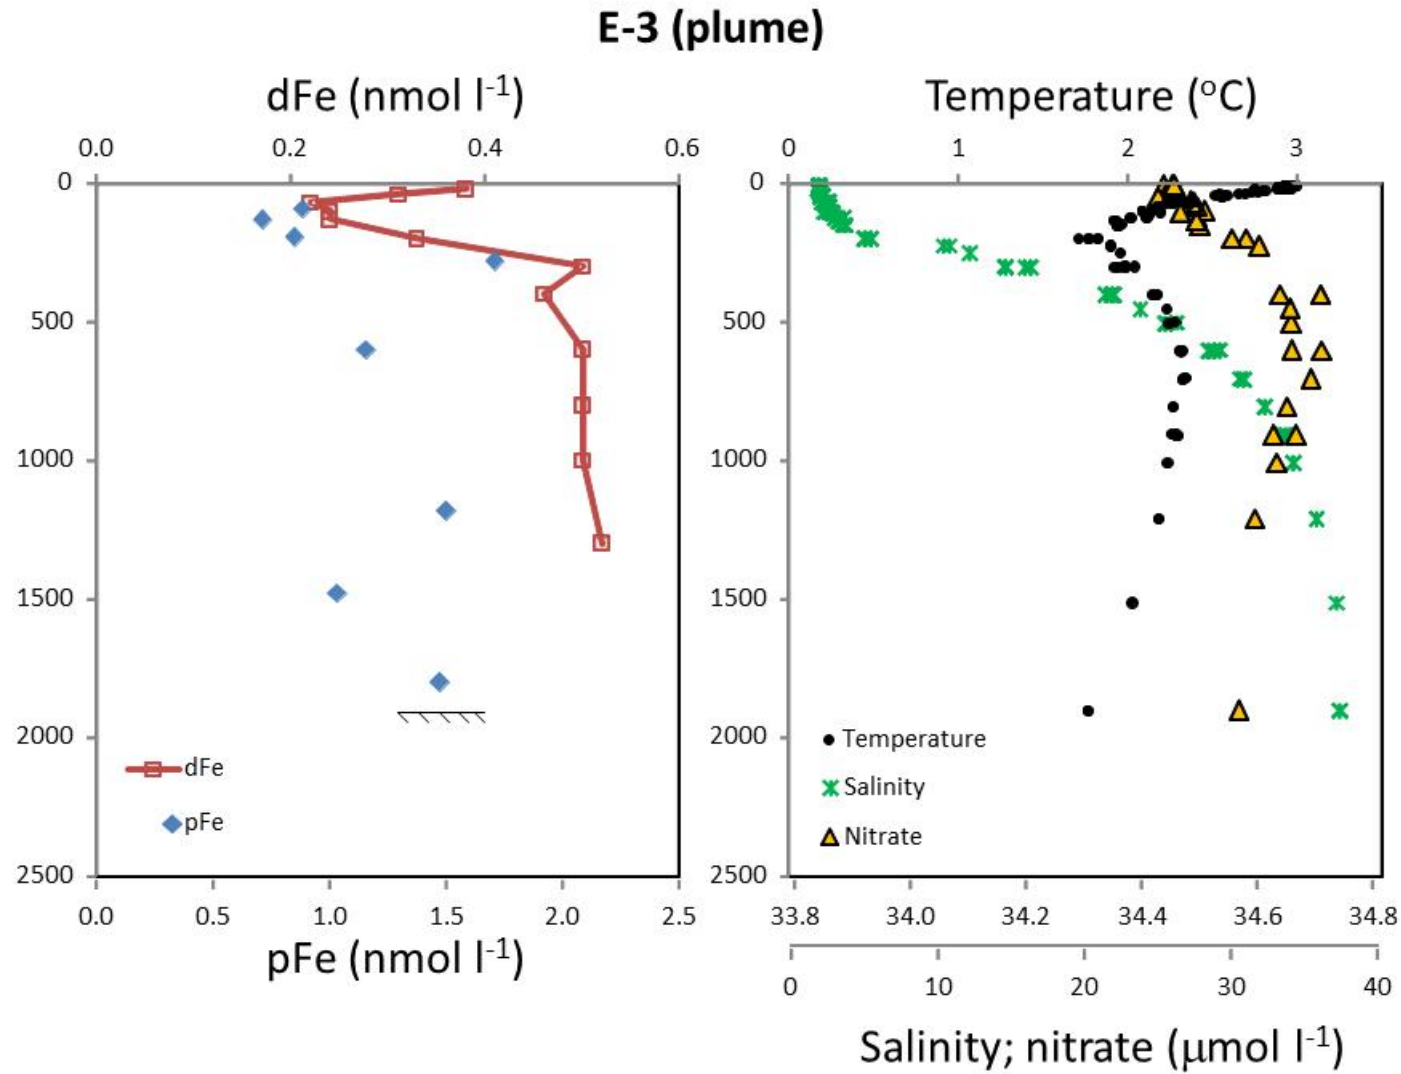 E-3 (plume)
dFe (nmol l-1)
0.0 0.2 0.4 0.6
0
500
1000
1500
2000
2500
dFe
pFe
0.0 0.5 1.0 1.5 2.0 2.5
pFe (nmol l-1)
Temperature (oC)
0 1 2 3
0
500
1000
1500
2000
2500
Temperature
Salinity
Nitrate
33.8 34.0 34.2 34.4 34.6 34.8
0 10 20 30 40
Salinity; nitrate (μmol l-1)